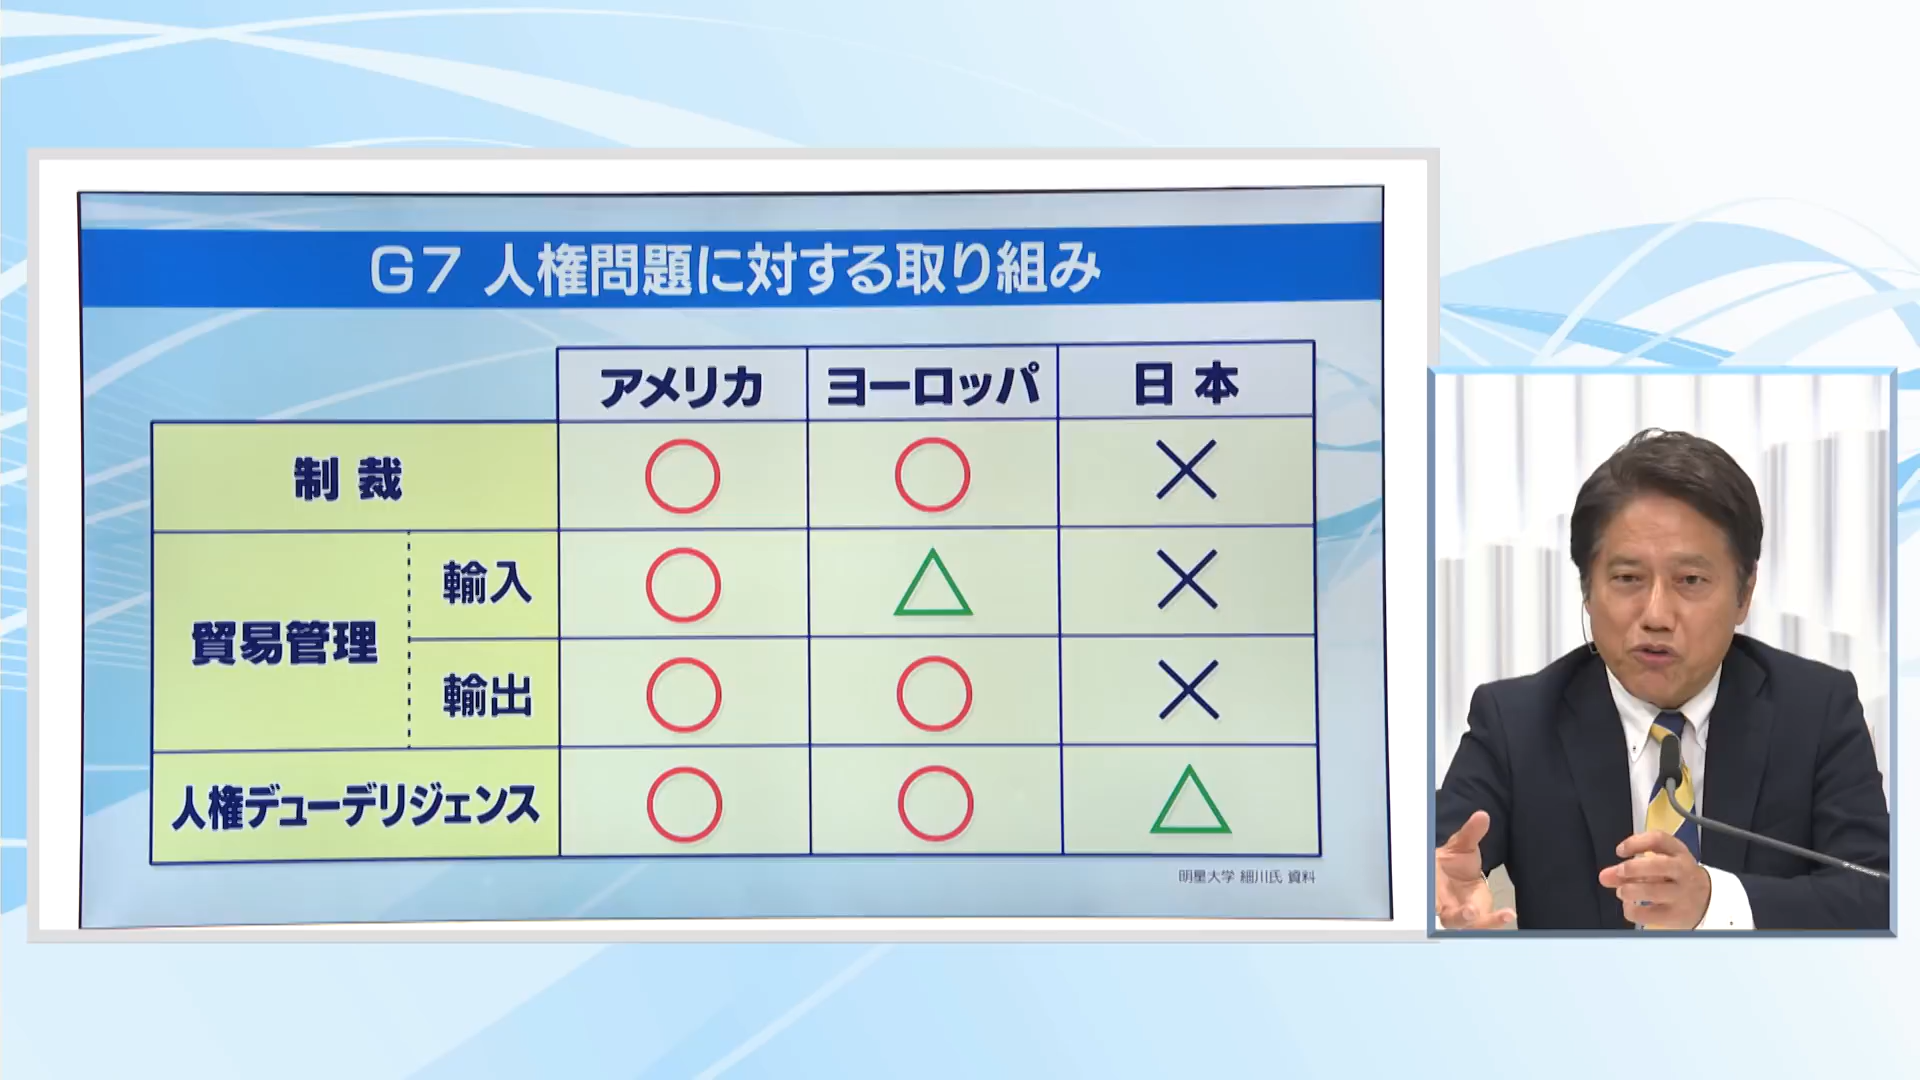 G7 人権問題に対する取り組み
アメリカ ヨーロッパ 日本
制裁 ○ ○ ×
貿易管理 輸入 ○ △ ×
輸出 ○ ○ ×
人権デューデリジェンス ○ ○ △
明星大学 細川氏 資料